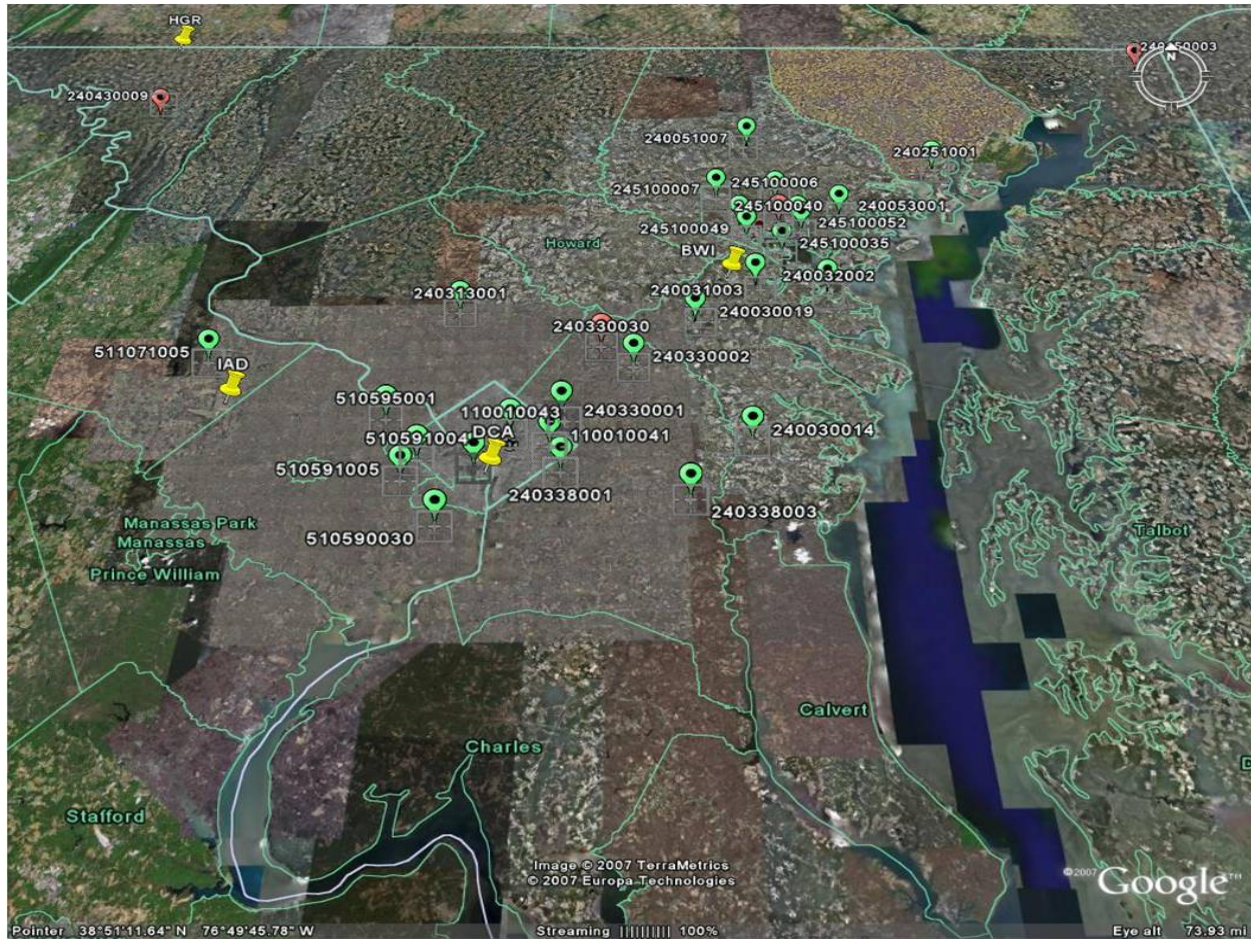 HGR
240150003
N
240430009
240051007
240251001
245100007
245100006
245100040
240053001
245100049
245100052
Howard
BWI
245100035
240032002
240313001
240031003
240030019
240330030
511071005
240330002
IAD
510595001
110010043
240330001
510591004
DCA
110010041
240030014
510591005
240338001
240338003
510590030
Manassas Park
Manassas
Talbot
Prince William
Calvert
Charles
Stafford
Image © 2007 TerraMetrics
© 2007 Europa Technologies
©2007 Google™
Pointer 38°51'11.64" N 76°49'45.78" W
Streaming |||||||||| 100%
Eye alt 73.93 mi